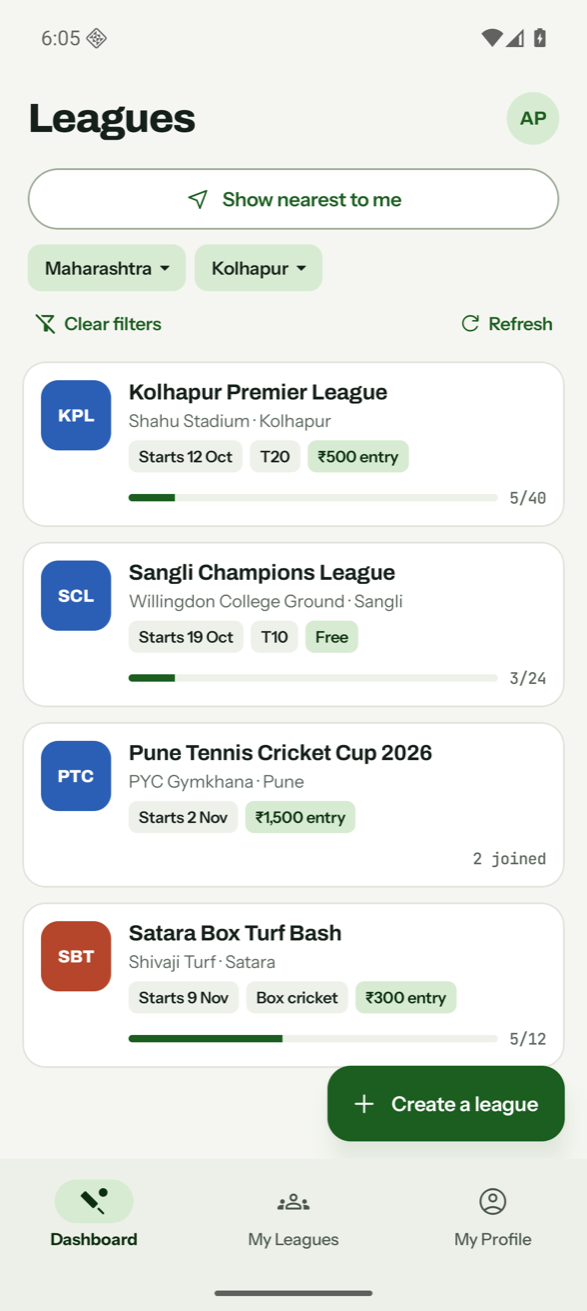 6:05
Leagues
AP
Show nearest to me
Maharashtra Kolhapur
Clear filters Refresh
KPL
Kolhapur Premier League
Shahu Stadium · Kolhapur
Starts 12 Oct T20 ₹500 entry
5/40
SCL
Sangli Champions League
Willingdon College Ground · Sangli
Starts 19 Oct T10 Free
3/24
PTC
Pune Tennis Cricket Cup 2026
PYC Gymkhana · Pune
Starts 2 Nov ₹1,500 entry
2 joined
SBT
Satara Box Turf Bash
Shivaji Turf · Satara
Starts 9 Nov Box cricket ₹300 entry
5/12
Create a league
Dashboard My Leagues My Profile